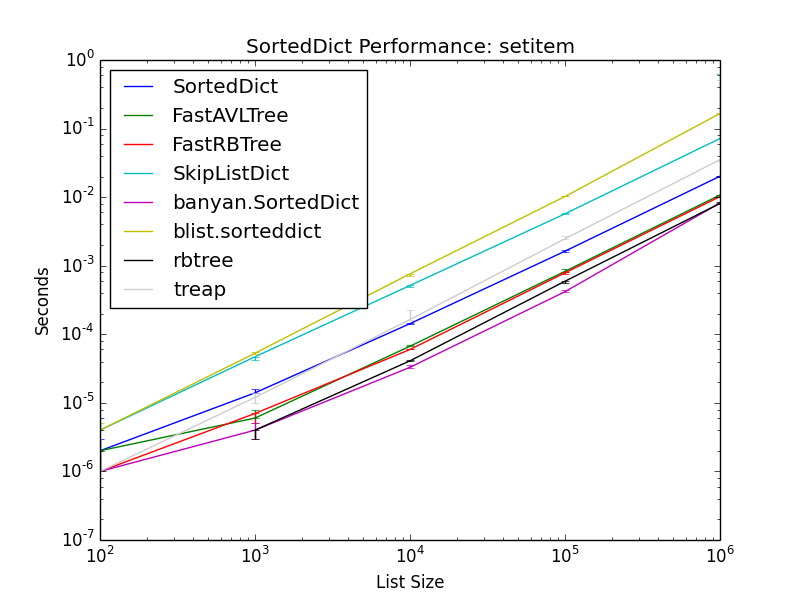 SortedDict Performance: setitem
10^0
10^-1
10^-2
10^-3
10^-4
10^-5
10^-6
10^-7
Seconds
SortedDict
FastAVLTree
FastRBTree
SkipListDict
banyan.SortedDict
blist.sorteddict
rbtree
treap
10^2 10^3 10^4 10^5 10^6
List Size